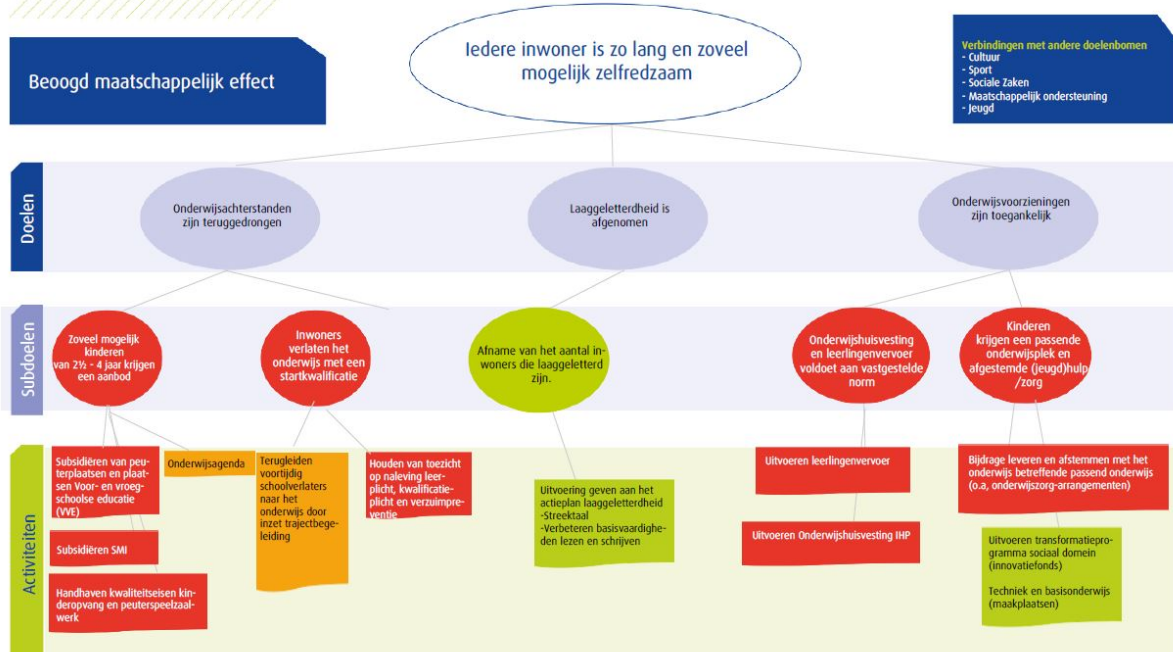 Beoogd maatschappelijk effect
Iedere inwoner is zo lang en zoveel
mogelijk zelfredzaam
Verbindingen met andere doelenbomen
- Cultuur
- Sport
- Sociale Zaken
- Maatschappelijk ondersteuning
- Jeugd
Doelen
Onderwijsachterstanden
zijn teruggedrongen
Laaggeletterdheid is
afgenomen
Onderwijsvoorzieningen
zijn toegankelijk
Subdoelen
Zoveel mogelijk
kinderen
van 2½ - 4 jaar krijgen
een aanbod
Inwoners
verlaten het
onderwijs met een
startkwalificatie
Afname van het aantal in-
woners die laaggeletterd
zijn.
Onderwijshuisvesting
en leerlingenvervoer
voldoet aan vastgestelde
norm
Kinderen
krijgen een passende
onderwijsplek en
afgestemde (jeugd)hulp
/zorg
Activiteiten
Subsidiëren van peu-
terplaatsen en plaat-
sen Voor- en vroeg-
schoolse educatie
(VVE)
Subsidiëren SMI
Handhaven kwaliteitseisen kin-
deropvang en peuterspeelzaal-
werk
Onderwijsagenda
Terugleiden
voortijdig
schoolverlaters
naar het
onderwijs door
inzet trajectbege-
leiding
Houden van toezicht
op naleving leer-
plicht, kwalificatie-
plicht en verzuimpre-
ventie
Uitvoering geven aan het
actieplan laaggeletterdheid
-Streektaal
-Verbeteren basisvaardighe-
den lezen en schrijven
Uitvoeren leerlingenvervoer
Uitvoeren Onderwijshuisvesting IHP
Bijdrage leveren en afstemmen met het
onderwijs betreffende passend onderwijs
(o.a, onderwijszorg-arrangementen)
Uitvoeren transformatiepro-
gramma sociaal domein
(innovatiefonds)
Techniek en basisonderwijs
(maakplaatsen)